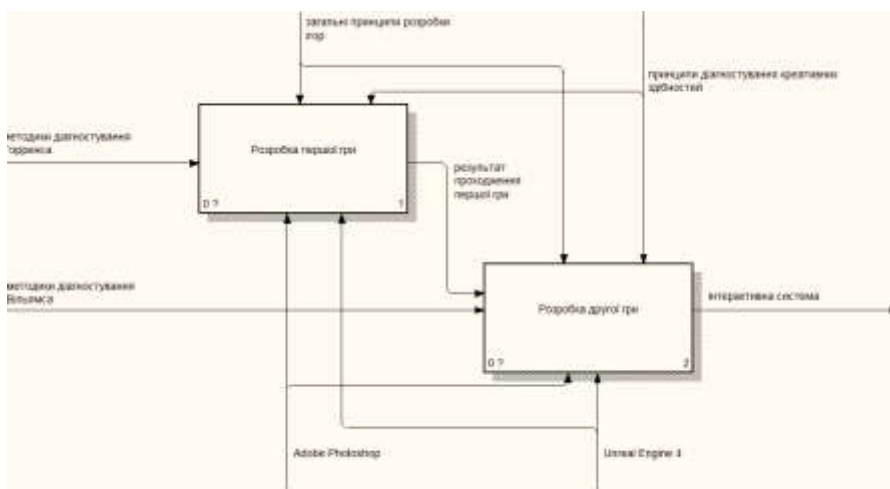 загальні принципи розробки
ігор
принципи діагностування креативних
здібностей
методики діагностування
Торренса
Розробка першої гри
0 ?
1
результат
проходження
першої гри
методики діагностування
Вільямса
Розробка другої гри
0 ?
2
інтерактивна система
Adobe Photoshop
Unreal Engine 4